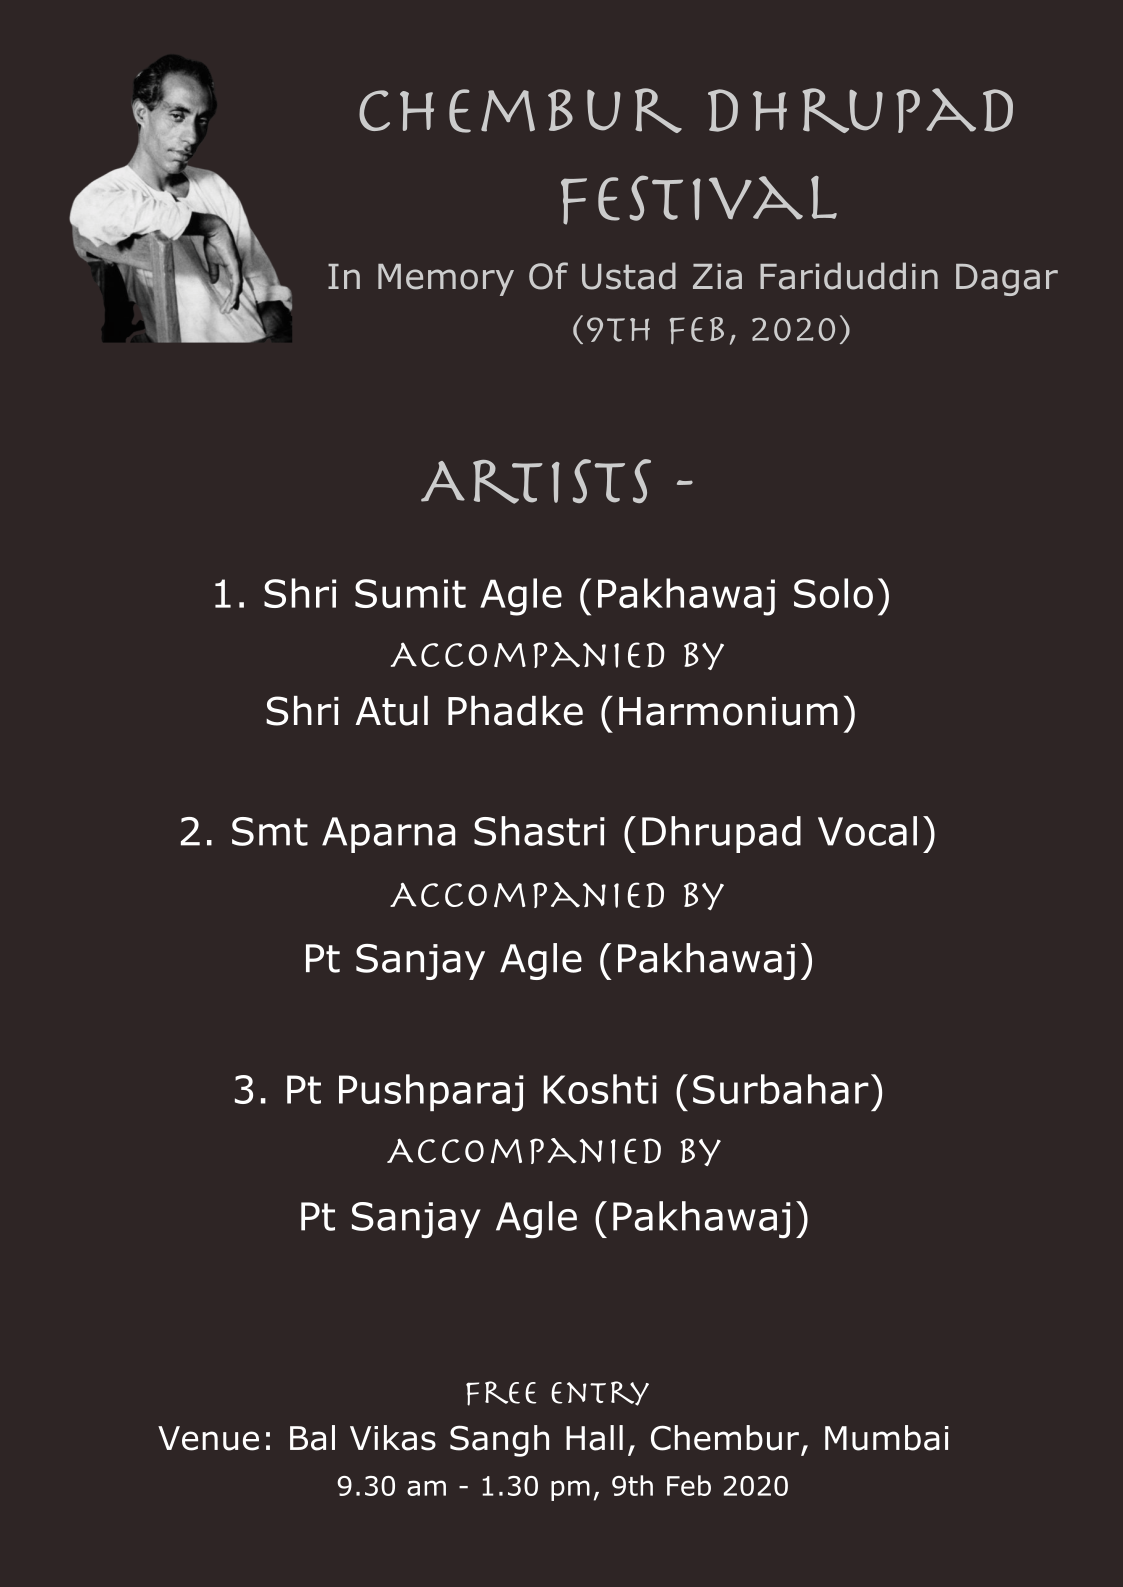 CHEMBUR DHRUPAD
FESTIVAL
In Memory Of Ustad Zia Fariduddin Dagar
(9TH FEB, 2020)
ARTISTS -
1. Shri Sumit Agle (Pakhawaj Solo)
ACCOMPANIED BY
Shri Atul Phadke (Harmonium)
2. Smt Aparna Shastri (Dhrupad Vocal)
ACCOMPANIED BY
Pt Sanjay Agle (Pakhawaj)
3. Pt Pushparaj Koshti (Surbahar)
ACCOMPANIED BY
Pt Sanjay Agle (Pakhawaj)
FREE ENTRY
Venue: Bal Vikas Sangh Hall, Chembur, Mumbai
9.30 am - 1.30 pm, 9th Feb 2020